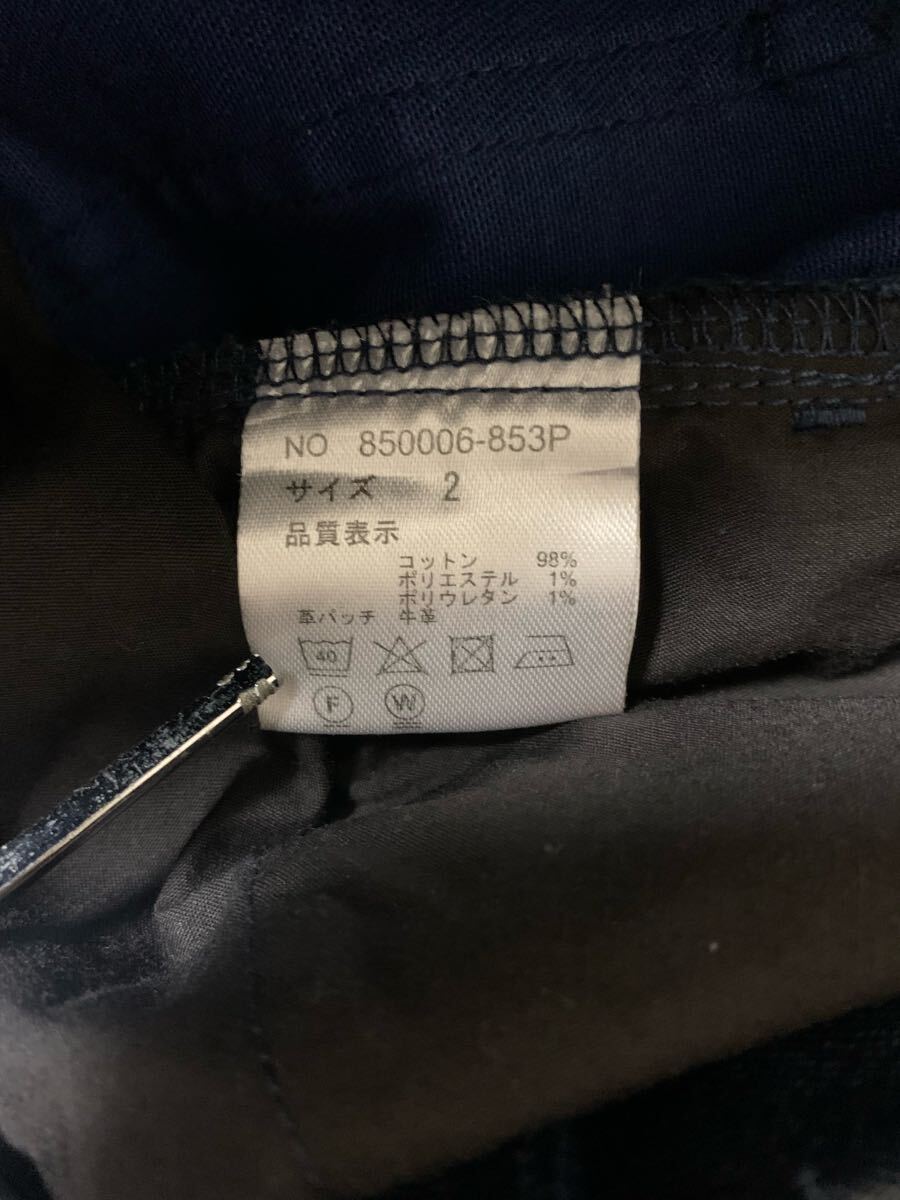 NO 850006-853P
サイズ 2
品質表示
コットン 98%
ポリエステル 1%
ポリウレタン 1%
革パッチ 牛革
40
F W